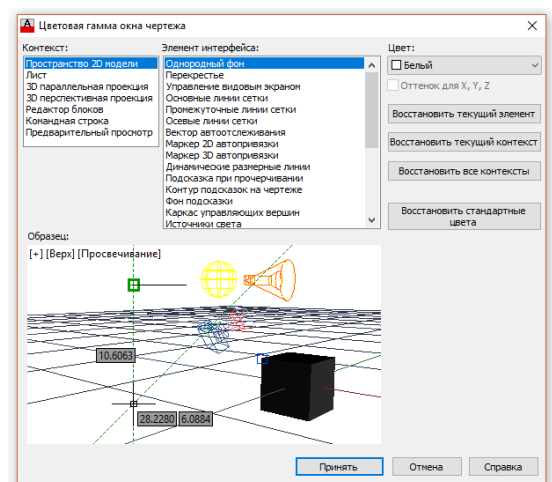 Цветовая гамма окна чертежа
Контекст:
Пространство 2D модели
Лист
3D параллельная проекция
3D перспективная проекция
Редактор блоков
Командная строка
Предварительный просмотр
Элемент интерфейса:
Однородный фон
Перекрестье
Управление видовым экраном
Основные линии сетки
Промежуточные линии сетки
Осевые линии сетки
Вектор автоотслеживания
Маркер 2D автопривязки
Маркер 3D автопривязки
Динамические размерные линии
Подсказка при прочерчивании
Контур подсказок на чертеже
Фон подсказки
Каркас управляющих вершин
Источники света
Цвет:
Белый
Оттенок для X, Y, Z
Восстановить текущий элемент
Восстановить текущий контекст
Восстановить все контексты
Восстановить стандартные
цвета
Образец:
[+] [Верх] [Просвечивание]
10.6063
28.2280 6.0884
Принять
Отмена
Справка